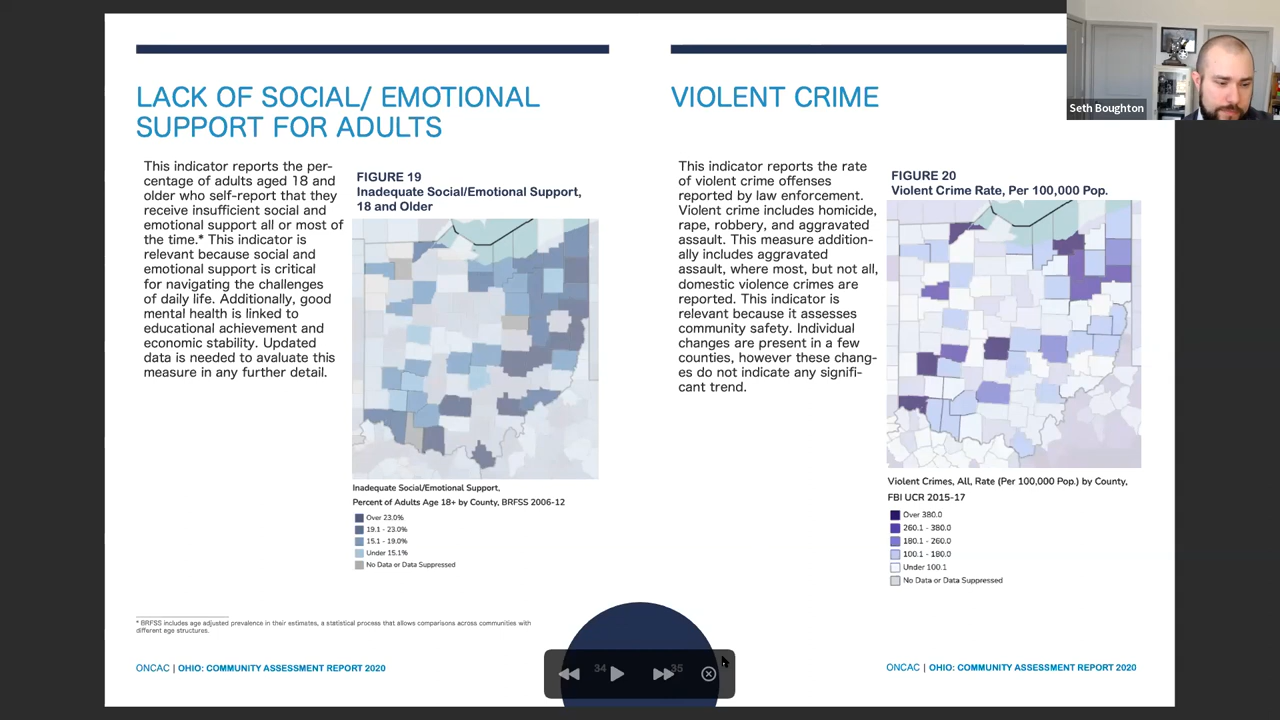 LACK OF SOCIAL/ EMOTIONAL
SUPPORT FOR ADULTS
This indicator reports the per-
centage of adults aged 18 and
older who self-report that they
receive insufficient social and
emotional support all or most of
the time.* This indicator is
relevant because social and
emotional support is critical
for navigating the challenges
of daily life. Additionally, good
mental health is linked to
educational achievement and
economic stability. Updated
data is needed to avaluate this
measure in any further detail.
FIGURE 19
Inadequate Social/Emotional Support,
18 and Older
Inadequate Social/Emotional Support,
Percent of Adults Age 18+ by County, BRFSS 2006-12
Over 23.0%
19.1 - 23.0%
15.1 - 19.0%
Under 15.1%
No Data or Data Suppressed
* BRFSS includes age adjusted prevalence in their estimates, a statistical process that allows comparisons across communities with
different ege structures.
ONCAC | OHIO: COMMUNITY ASSESSMENT REPORT 2020
34
VIOLENT CRIME
This indicator reports the rate
of violent crime offenses
reported by law enforcement.
Violent crime includes homicide,
rape, robbery, and aggravated
assault. This measure addition-
ally includes aggravated
assault, where most, but not all,
domestic violence crimes are
reported. This indicator is
relevant because it assesses
community safety. Individual
changes are present in a few
counties, however these chang-
es do not indicate any signifi-
cant trend.
FIGURE 20
Violent Crime Rate, Per 100,000 Pop.
Violent Crimes, All, Rate (Per 100,000 Pop.) by County,
FBI UCR 2015-17
Over 380.0
260.1 - 380.0
180.1 - 260.0
100.1 - 180.0
Under 100.1
No Data or Data Suppressed
35
ONCAC | OHIO: COMMUNITY ASSESSMENT REPORT 2020
Seth Boughton